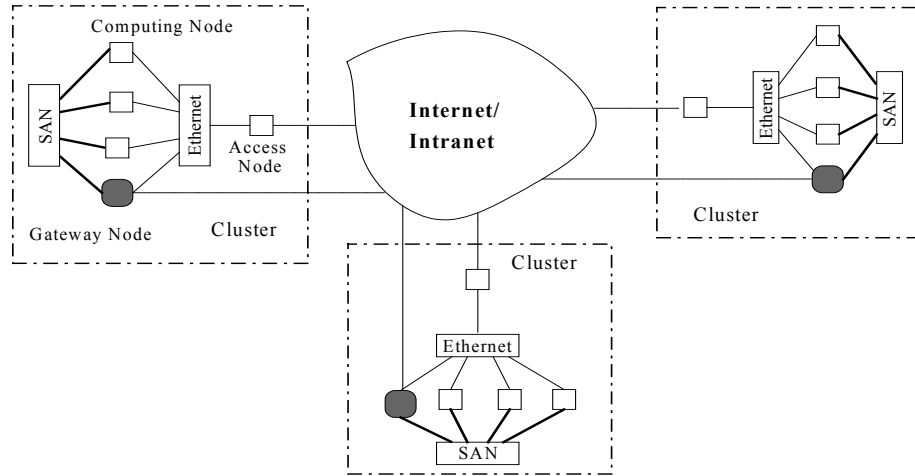 Computing Node
SAN
Ethernet
Access
Node
Gateway Node
Cluster
Internet/
Intranet
Ethernet
SAN
Cluster
Cluster
Ethernet
SAN